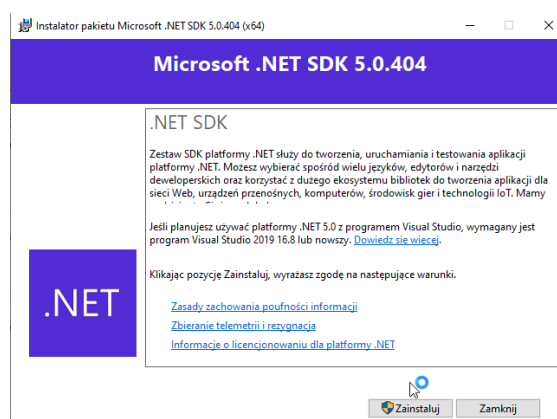 Instalator pakietu Microsoft .NET SDK 5.0.404 (x64)
Microsoft .NET SDK 5.0.404
.NET SDK
Zestaw SDK platformy .NET służy do tworzenia, uruchamiania i testowania aplikacji
platformy .NET. Możesz wybierać spośród wielu języków, edytorów i narzędzi
deweloperskich oraz korzystać z dużego ekosystemu bibliotek do tworzenia aplikacji dla
sieci Web, urządzeń przenośnych, komputerów, środowisk gier i technologii IoT. Mamy
Jeśli planujesz używać platformy .NET 5.0 z programem Visual Studio, wymagany jest
program Visual Studio 2019 16.8 lub nowszy. Dowiedz się więcej.
Klikając pozycję Zainstaluj, wyrażasz zgodę na następujące warunki.
.NET
Zasady zachowania poufności informacji
Zbieranie telemetrii i rezygnacja
Informacje o licencjonowaniu dla platformy .NET
Zainstaluj Zamknij